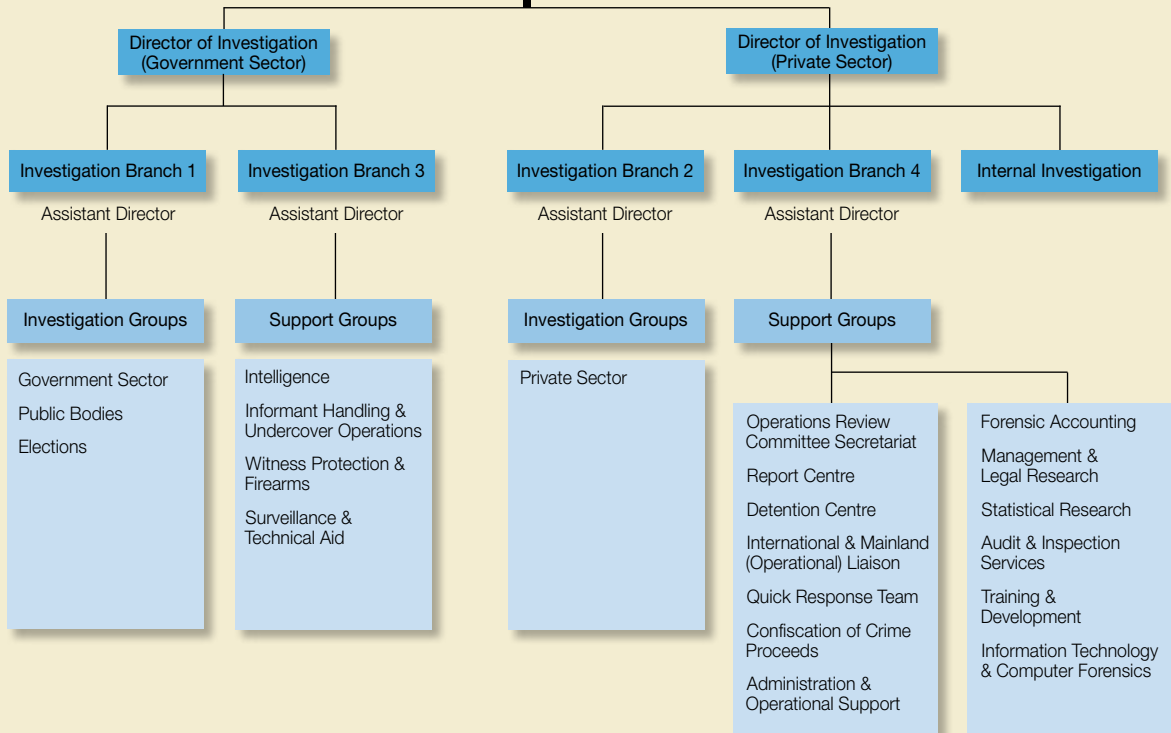 Director of Investigation
(Government Sector)
Director of Investigation
(Private Sector)
Investigation Branch 1
Investigation Branch 3
Investigation Branch 2
Investigation Branch 4
Internal Investigation
Assistant Director
Assistant Director
Assistant Director
Assistant Director
Investigation Groups
Support Groups
Investigation Groups
Support Groups
Government Sector
Public Bodies
Elections
Intelligence
Informant Handling &
Undercover Operations
Witness Protection &
Firearms
Surveillance &
Technical Aid
Private Sector
Operations Review
Committee Secretariat
Report Centre
Detention Centre
International & Mainland
(Operational) Liaison
Quick Response Team
Confiscation of Crime
Proceeds
Administration &
Operational Support
Forensic Accounting
Management &
Legal Research
Statistical Research
Audit & Inspection
Services
Training &
Development
Information Technology
& Computer Forensics